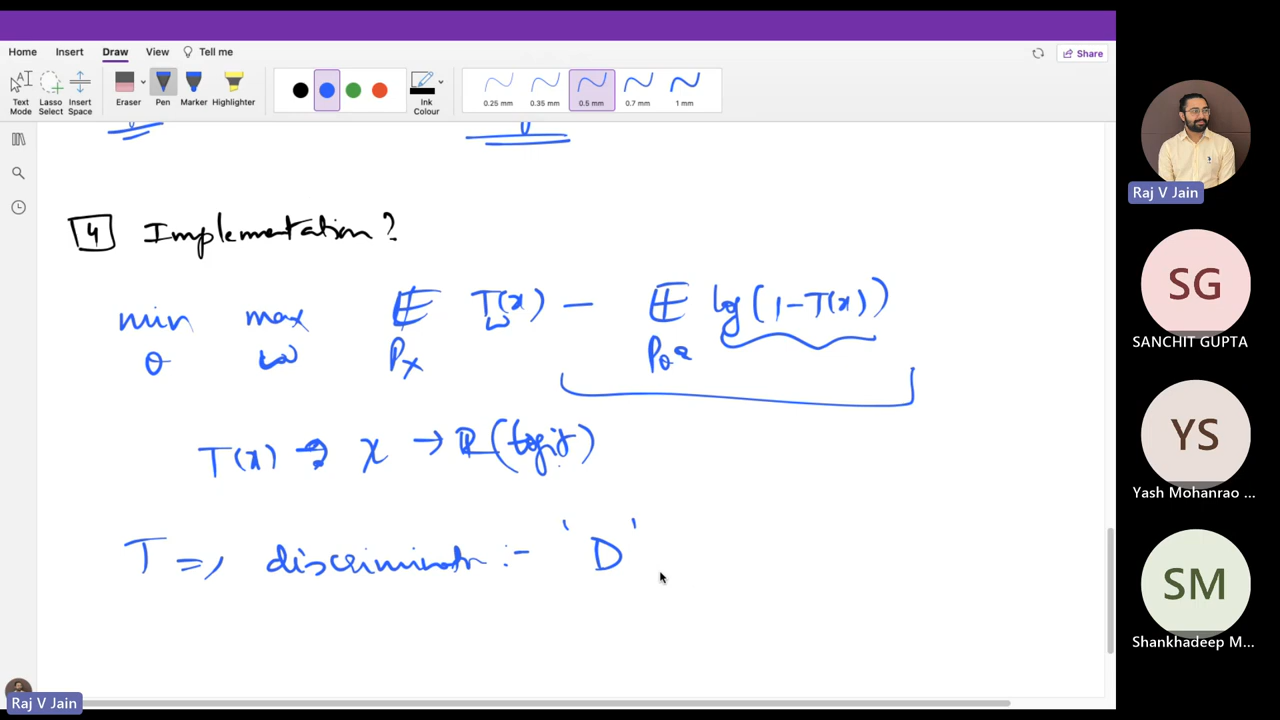 Home Insert Draw View Tell me
Share
Text Mode
Lasso Select
Insert Space
Eraser
Pen
Marker
Highlighter
Ink Colour
0.25 mm
0.35 mm
0.5 mm
0.7 mm
1 mm
4 Implementation?
min max E T(x) - E log(1-T(x))
θ ω Px ω Pθ
T(x) → x → R (logit)
T => discriminator :- 'D'
Raj V Jain
SG
SANCHIT GUPTA
YS
Yash Mohanrao ...
SM
Shankhadeep M...
Raj V Jain